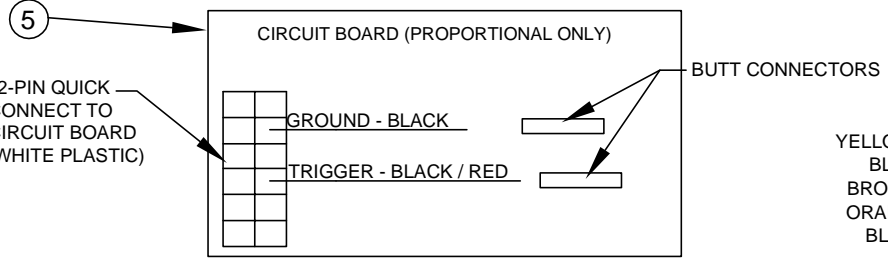 5
CIRCUIT BOARD (PROPORTIONAL ONLY)
2-PIN QUICK
CONNECT TO
CIRCUIT BOARD
WHITE PLASTIC)
GROUND - BLACK
TRIGGER - BLACK / RED
BUTT CONNECTORS